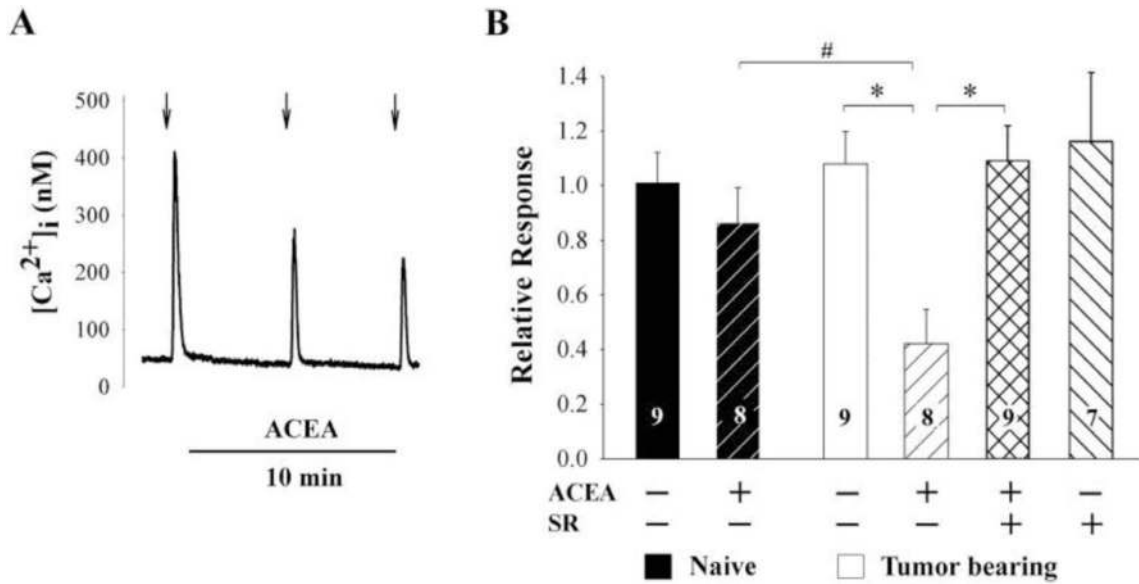 A
[Ca2+]i (nM)
500
400
300
200
100
0
ACEA
10 min
B
Relative Response
1.4
1.2
1.0
0.8
0.6
0.4
0.2
0.0
#
* *
9 8 9 8 9 7
ACEA − + − + + −
SR − − − − + +
Naive Tumor bearing